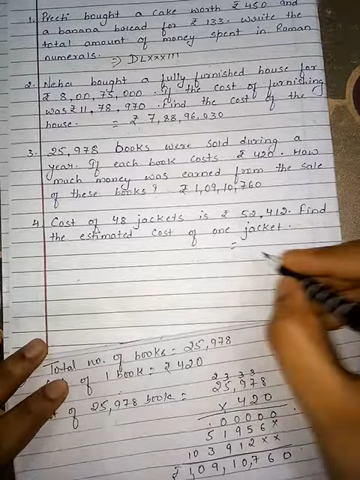 1. Preeti bought a cake worth ₹ 450 and
a banana bread for ₹ 133. Write the
total amount of money spent in Roman
numerals. ⇒ DLXXXIII
2. Neha bought a fully furnished house for
₹ 8,00,75,000. If the cost of furnishing
was ₹ 11,78,970. Find the cost of the
house. = ₹ 7,88,96,030
3. 25,978 books were sold during a
year. If each book costs ₹ 420. How
much money was earned from the sale
of these books? ₹ 1,09,10,760
4. Cost of 48 jackets is ₹ 52,412. Find
the estimated cost of one jacket.
=
Total no. of books = 25,978
of 1 book = ₹ 420
of 25,978 book =
2 3 3 3
25,978
× 420
00000
51956×
103912××
₹ 1,09,10,760